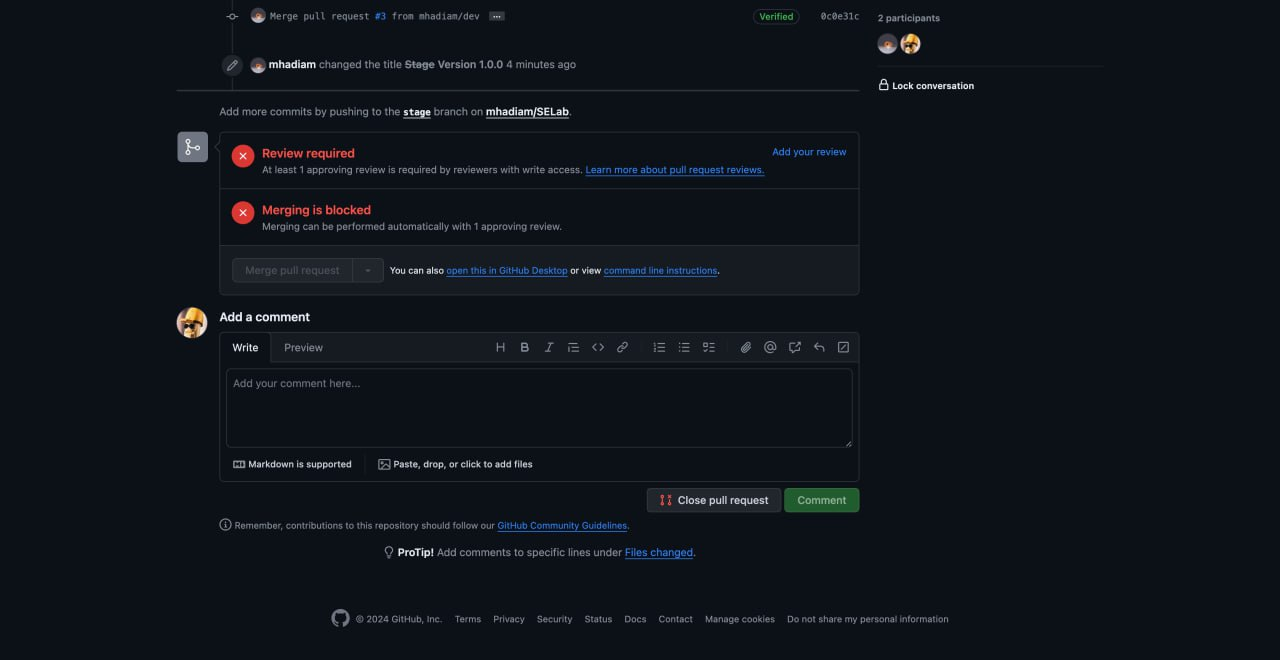 Merge pull request #3 from mhadiam/dev ...
Verified
0c0e31c
2 participants
mhadiam changed the title Stage Version 1.0.0 4 minutes ago
Lock conversation
Add more commits by pushing to the stage branch on mhadiam/SELab.
Review required
Add your review
At least 1 approving review is required by reviewers with write access. Learn more about pull request reviews.
Merging is blocked
Merging can be performed automatically with 1 approving review.
Merge pull request
You can also open this in GitHub Desktop or view command line instructions.
Add a comment
Write
Preview
Add your comment here...
Markdown is supported
Paste, drop, or click to add files
Close pull request
Comment
Remember, contributions to this repository should follow our GitHub Community Guidelines.
ProTip! Add comments to specific lines under Files changed.
© 2024 GitHub, Inc. Terms Privacy Security Status Docs Contact Manage cookies Do not share my personal information